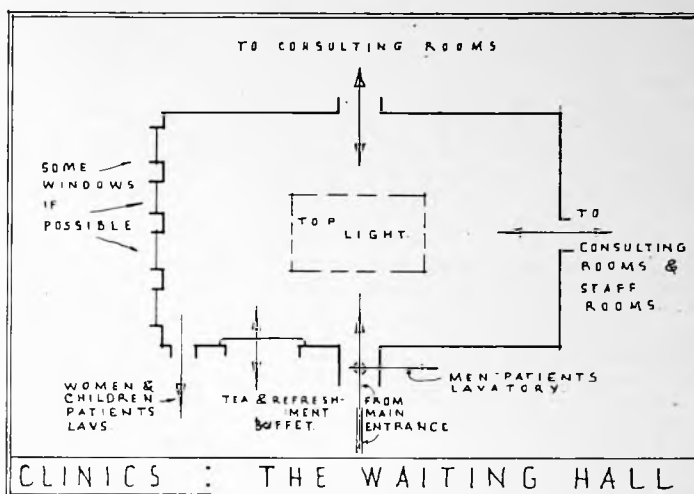 TO CONSULTING ROOMS
SOME
WINDOWS
IF
POSSIBLE
TOP
LIGHT.
TO
CONSULTING
ROOMS &
STAFF
ROOMS.
WOMEN &
CHILDREN
PATIENTS
LAVS.
TEA & REFRESH-
MENT
BUFFET.
FROM
MAIN
ENTRANCE
MEN PATIENTS
LAVATORY.
CLINICS : THE WAITING HALL